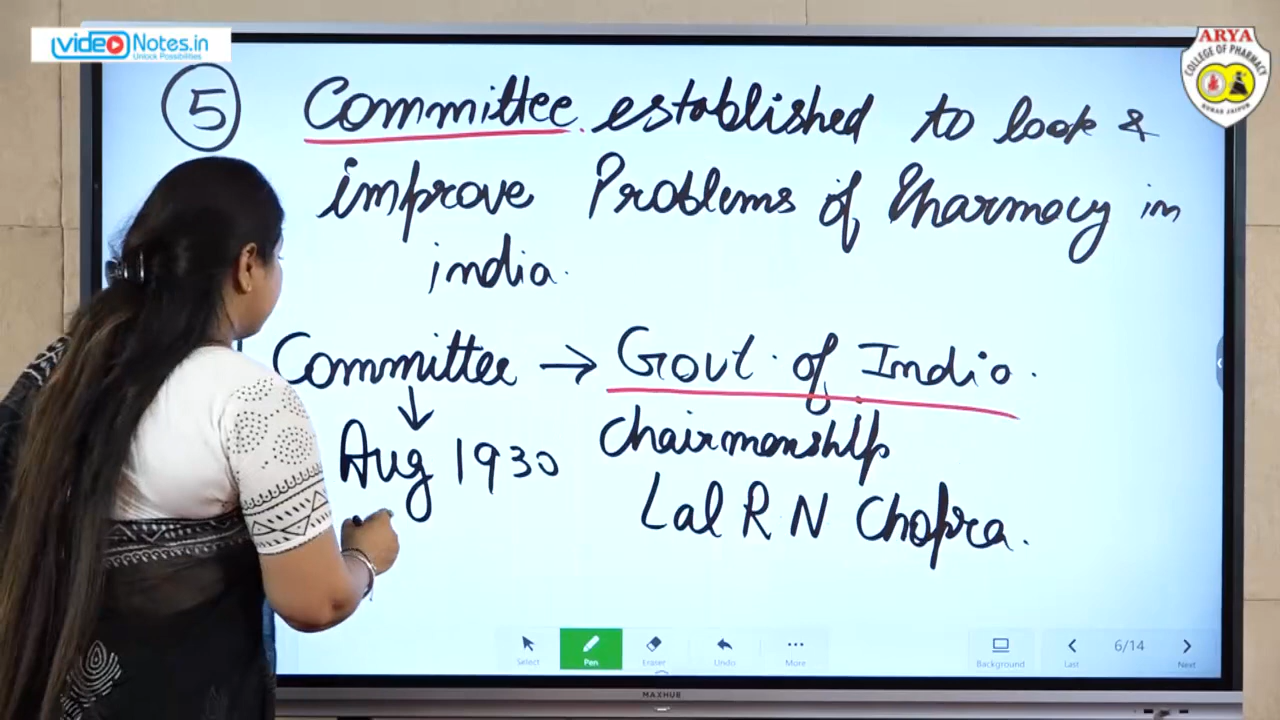 videoNotes.in
Unlock Possibilities
ARYA
COLLEGE OF PHARMACY
KUKAS JAIPUR
5 Committee established to look &
improve Problems of Pharmacy in
india.
Committee → Govt. of India.
Aug 1930
Chairmanship
Lal R N Chopra.
Select
Pen
Eraser
Undo
More
Background
Last
6/14
Next
MAXHUB